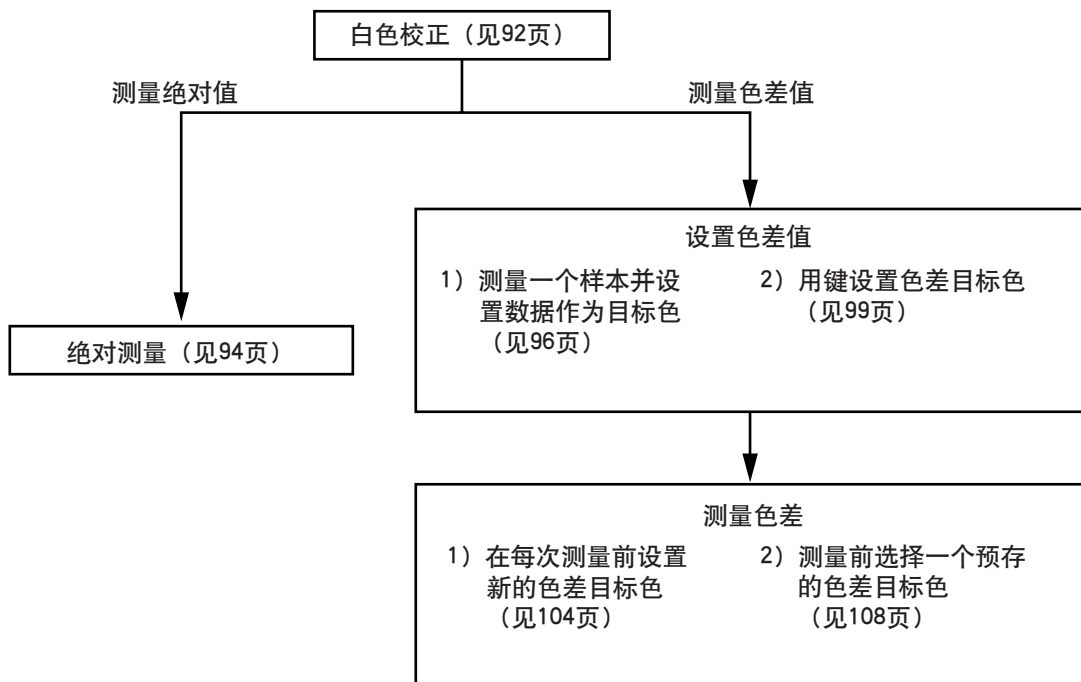 白色校正（见92页）
测量绝对值
测量色差值
设置色差值
1）测量一个样本并设
置数据作为目标色
（见96页）
2）用键设置色差目标色
（见99页）
绝对测量（见94页）
测量色差
1）在每次测量前设置
新的色差目标色
（见104页）
2）测量前选择一个预存
的色差目标色
（见108页）